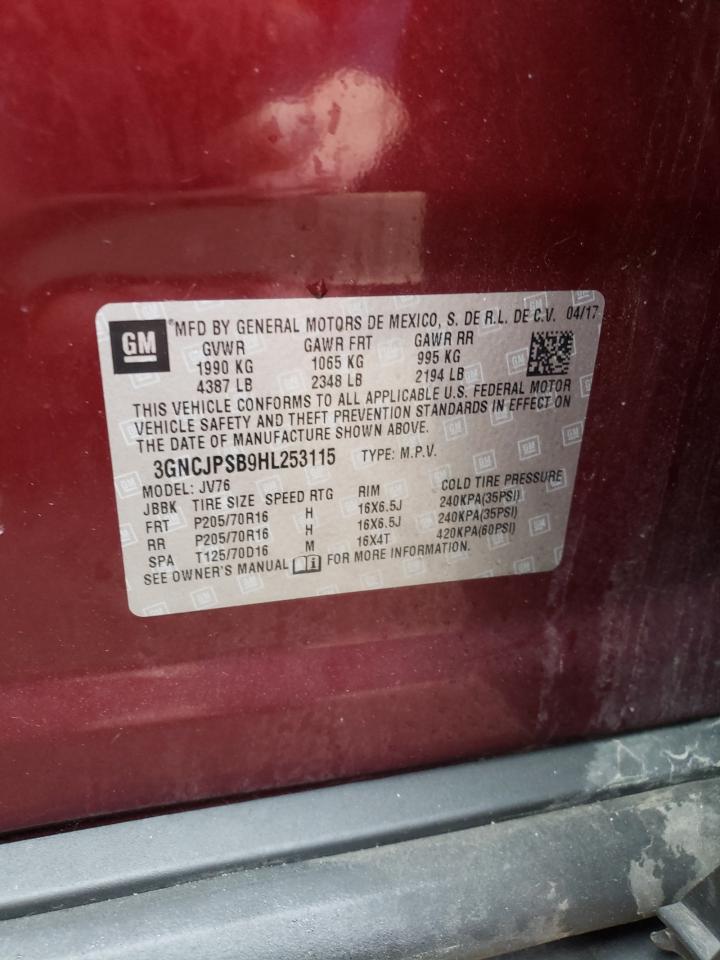 GM
®MFD BY GENERAL MOTORS DE MEXICO, S. DE R.L. DE C.V. 04/17
GVWR GAWR FRT GAWR RR
1990 KG 1065 KG 995 KG
4387 LB 2348 LB 2194 LB
THIS VEHICLE CONFORMS TO ALL APPLICABLE U.S. FEDERAL MOTOR
VEHICLE SAFETY AND THEFT PREVENTION STANDARDS IN EFFECT ON
THE DATE OF MANUFACTURE SHOWN ABOVE.
3GNCJPSB9HL253115 TYPE: M.P.V.
MODEL: JV76
JBBK TIRE SIZE SPEED RTG RIM COLD TIRE PRESSURE
FRT P205/70R16 H 16X6.5J 240KPA(35PSI)
RR P205/70R16 H 16X6.5J 240KPA(35PSI)
SPA T125/70D16 M 16X4T 420KPA(60PSI)
SEE OWNER'S MANUAL FOR MORE INFORMATION.